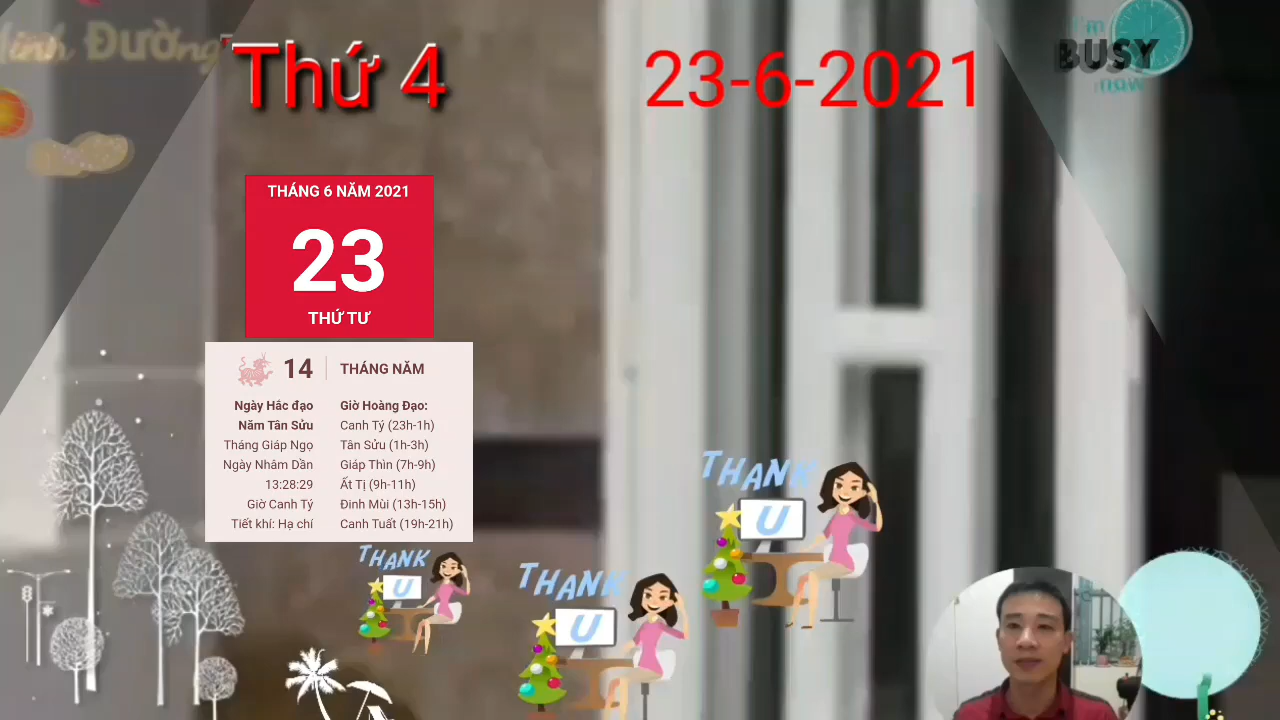 Đường
Thứ 4
23-6-2021
I'm
BUSY
now
THÁNG 6 NĂM 2021
23
THỨ TƯ
14
THÁNG NĂM
Ngày Hắc đạo
Giờ Hoàng Đạo:
Năm Tân Sửu
Canh Tý (23h-1h)
Tháng Giáp Ngọ
Tân Sửu (1h-3h)
Ngày Nhâm Dần
Giáp Thìn (7h-9h)
13:28:29
Ất Tị (9h-11h)
Giờ Canh Tý
Đinh Mùi (13h-15h)
Tiết khí: Hạ chí
Canh Tuất (19h-21h)
THANK
U
THANK
U
THANK
U